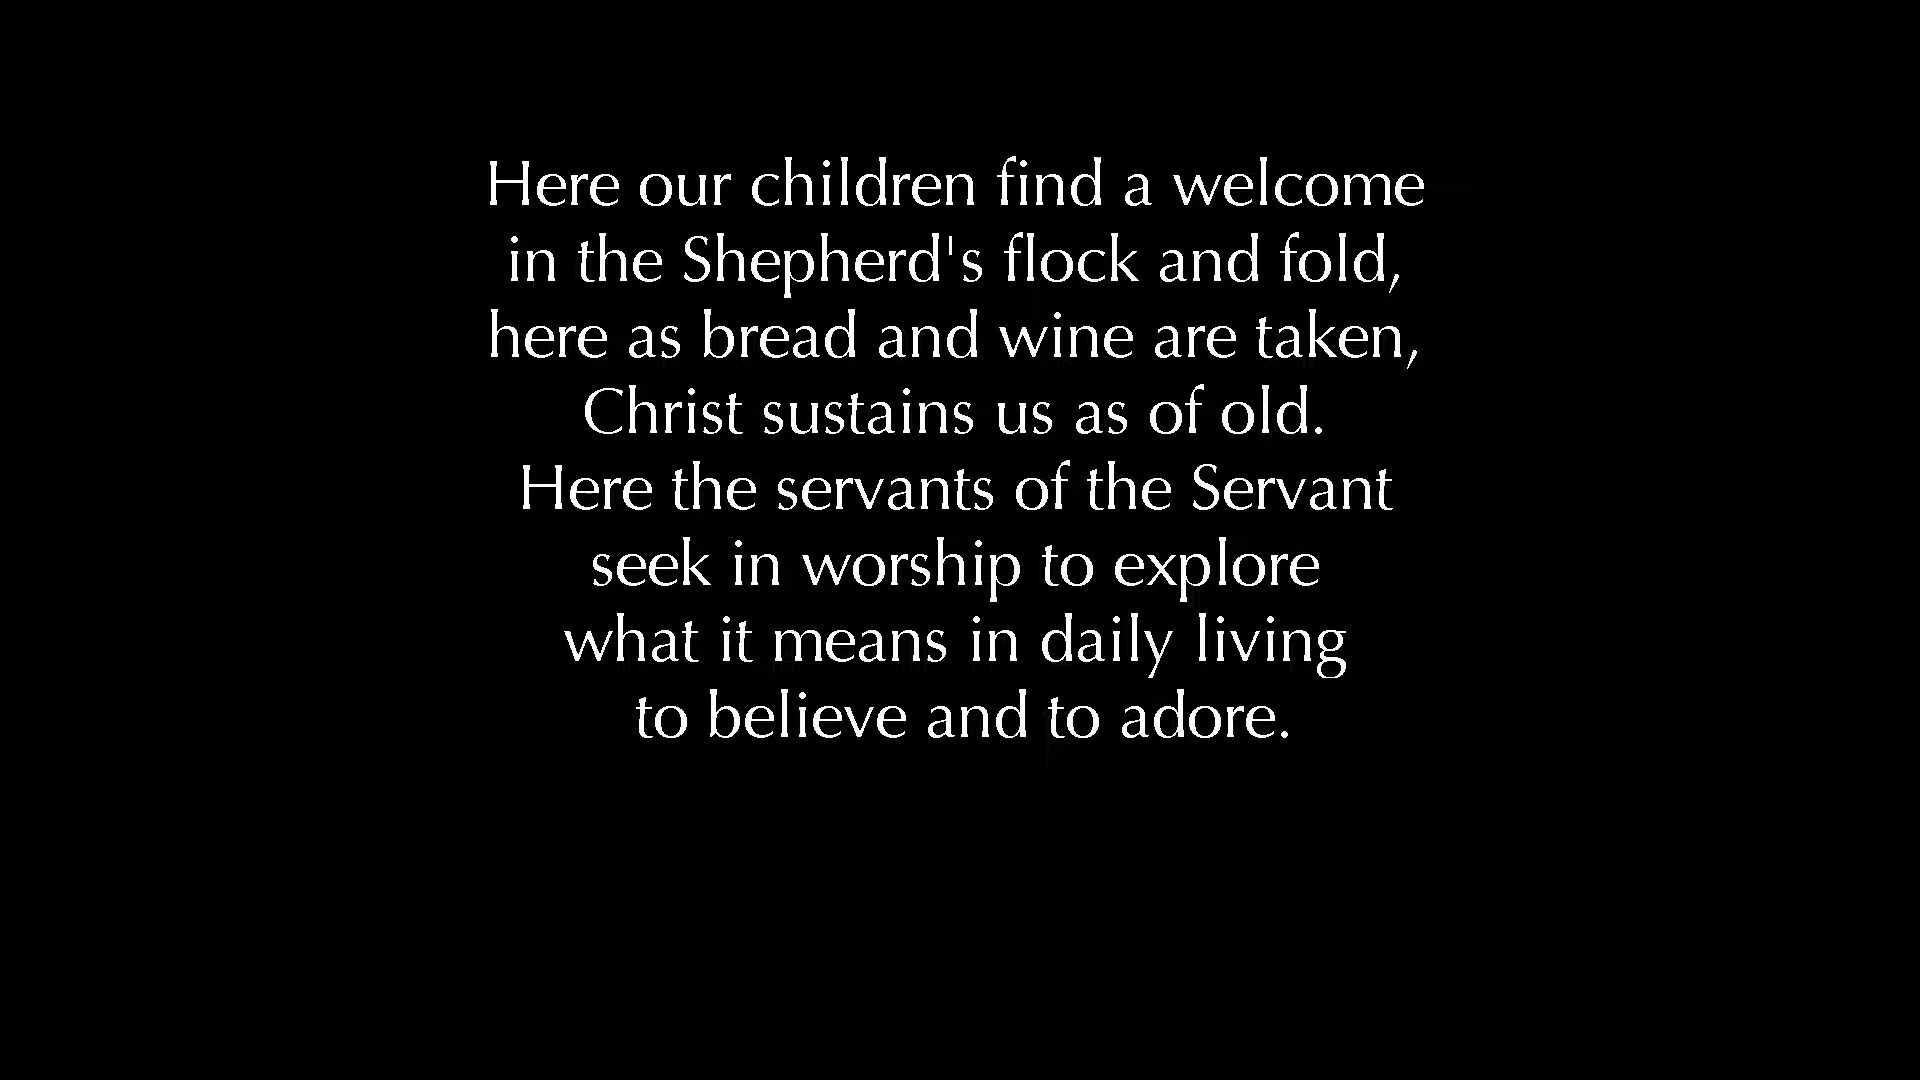 Here our children find a welcome
in the Shepherd's flock and fold,
here as bread and wine are taken,
Christ sustains us as of old.
Here the servants of the Servant
seek in worship to explore
what it means in daily living
to believe and to adore.